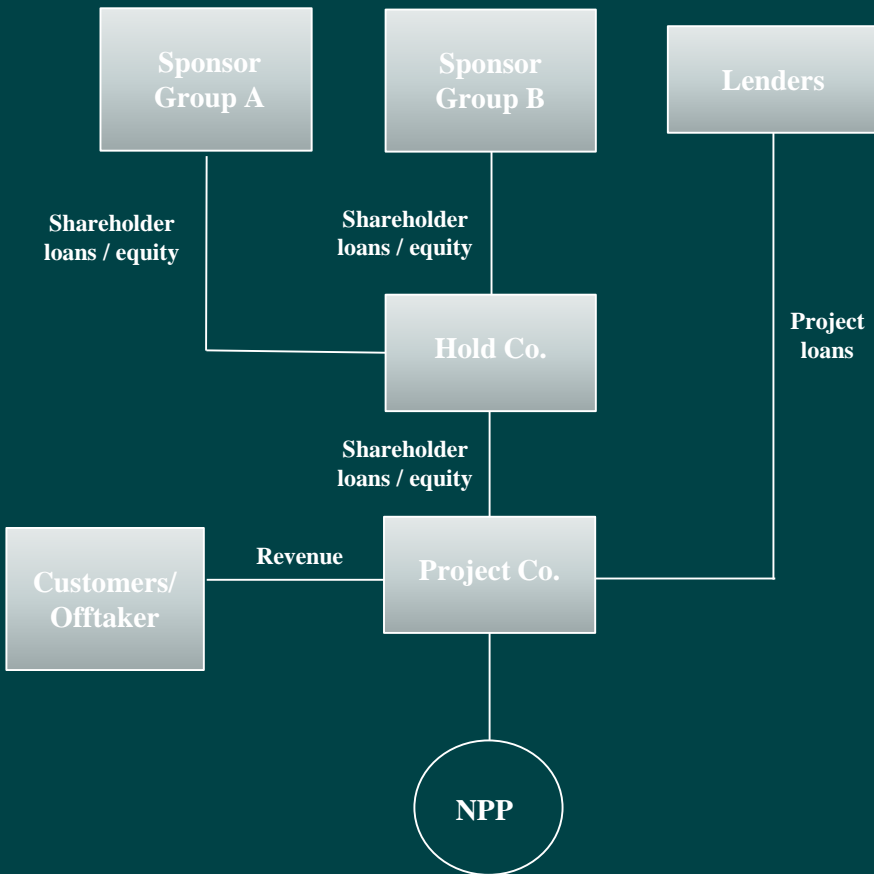 Sponsor
Group A
Sponsor
Group B
Lenders
Shareholder
loans / equity
Shareholder
loans / equity
Project
loans
Hold Co.
Shareholder
loans / equity
Revenue
Project Co.
Customers/
Offtaker
NPP